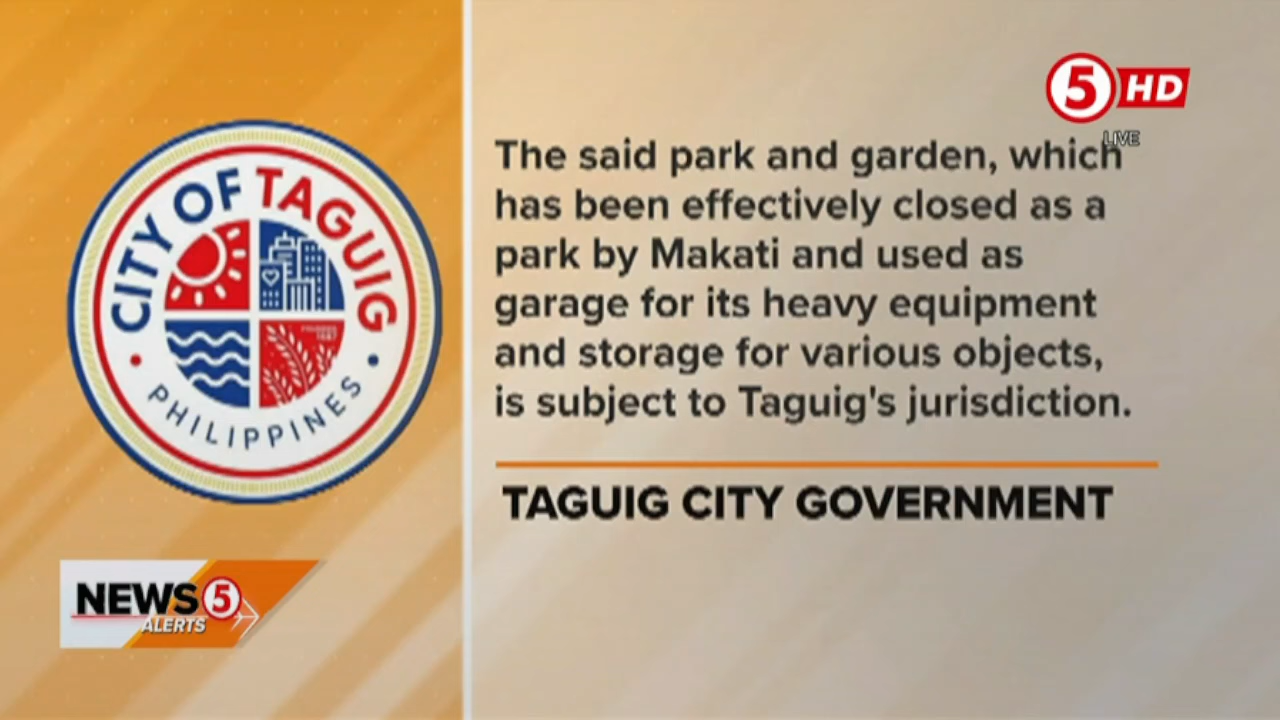 5 HD
LIVE
The said park and garden, which
has been effectively closed as a
park by Makati and used as
garage for its heavy equipment
and storage for various objects,
is subject to Taguig's jurisdiction.
TAGUIG CITY GOVERNMENT
CITY OF TAGUIG
PHILIPPINES
NEWS 5
ALERTS